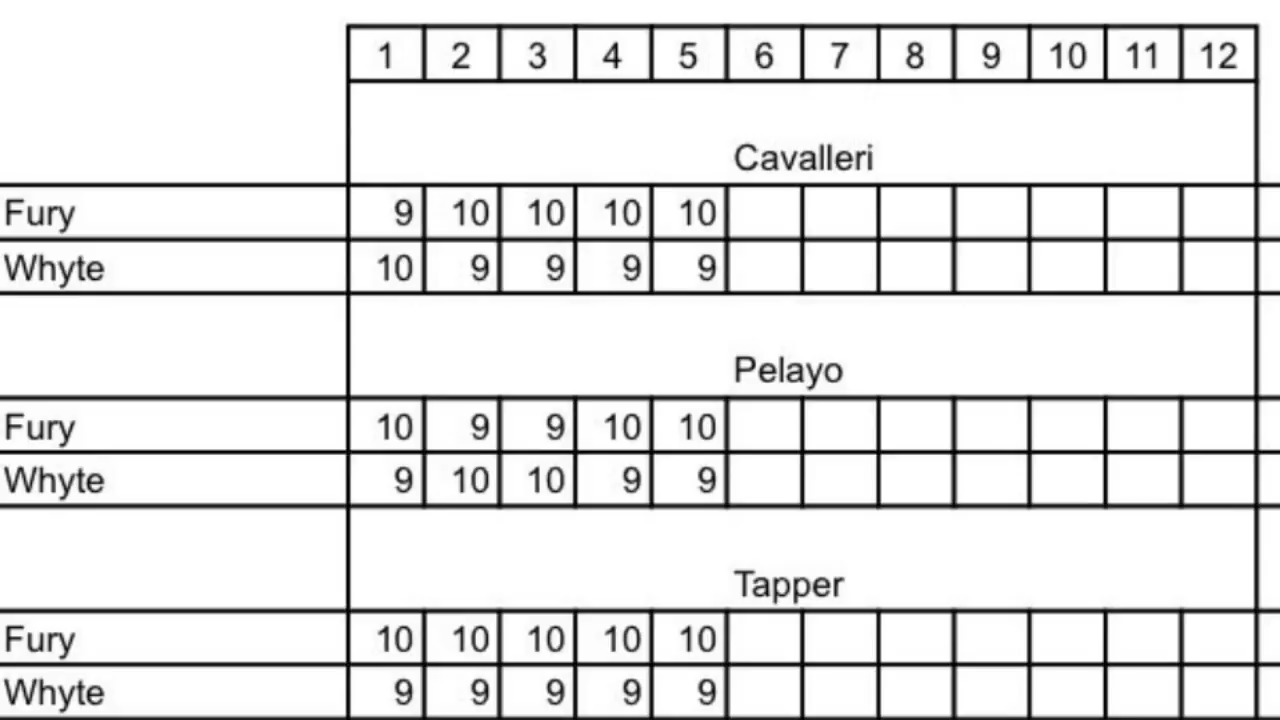 1 2 3 4 5 6 7 8 9 10 11 12
Cavalleri
Fury 9 10 10 10 10
Whyte 10 9 9 9 9
Pelayo
Fury 10 9 9 10 10
Whyte 9 10 10 9 9
Tapper
Fury 10 10 10 10 10
Whyte 9 9 9 9 9